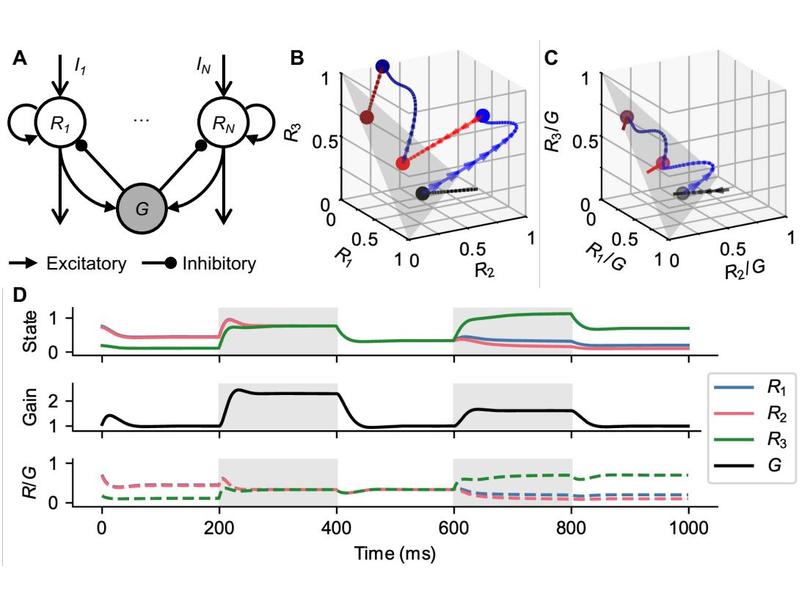 A
I1
IN
R1
...
RN
G
Excitatory
Inhibitory
B
1
0.5
0
R3
0
0.5
1
R1
0
0.5
1
R2
C
1
0.5
0
R3/G
0
0.5
1
R1/G
0
0.5
1
R2/G
D
State
1
0
Gain
2
1
R/G
1
0
0 200 400 600 800 1000
Time (ms)
R1
R2
R3
G